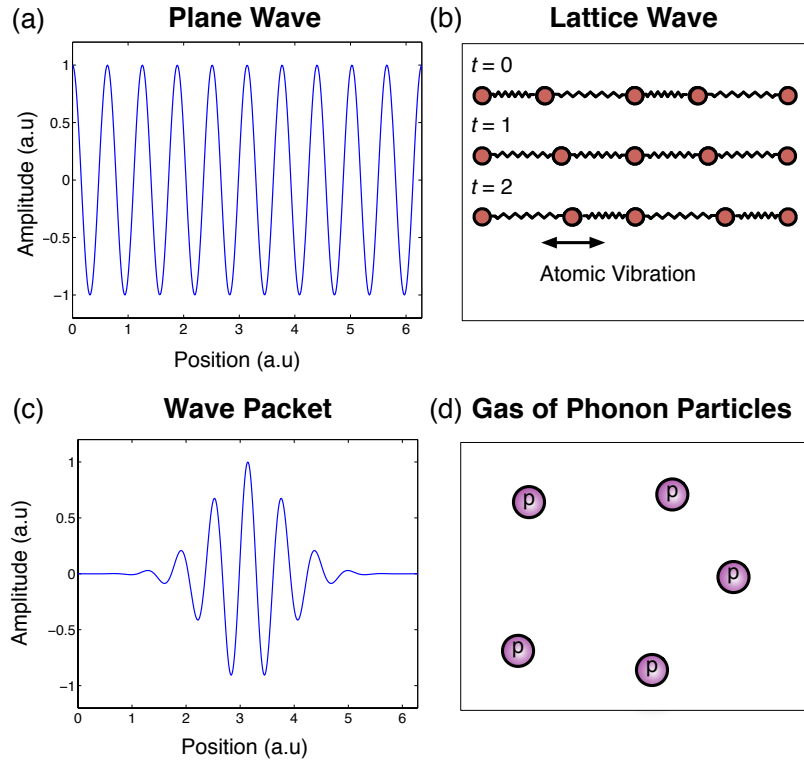 (a) Plane Wave
Amplitude (a.u)
1
0.5
0
−0.5
−1
0 1 2 3 4 5 6
Position (a.u)
(b) Lattice Wave
t = 0
t = 1
t = 2
Atomic Vibration
(c) Wave Packet
Amplitude (a.u)
1
0.5
0
−0.5
−1
0 1 2 3 4 5 6
Position (a.u)
(d) Gas of Phonon Particles
p
p
p
p
p